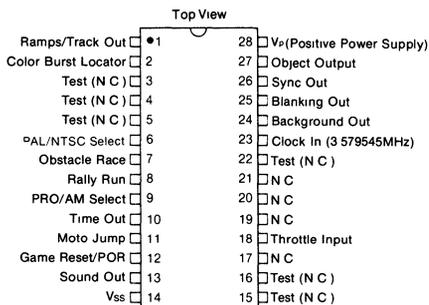 Top View
Ramps/Track Out 1 28 Vp (Positive Power Supply)
Color Burst Locator 2 27 Object Output
Test (N C) 3 26 Sync Out
Test (N C) 4 25 Blanking Out
Test (N C) 5 24 Background Out
PAL/NTSC Select 6 23 Clock In (3 579545MHz)
Obstacle Race 7 22 Test (N C)
Rally Run 8 21 N C
PRO/AM Select 9 20 N C
Time Out 10 19 N C
Moto Jump 11 18 Throttle Input
Game Reset/POR 12 17 N C
Sound Out 13 16 Test (N C)
Vss 14 15 Test (N C)